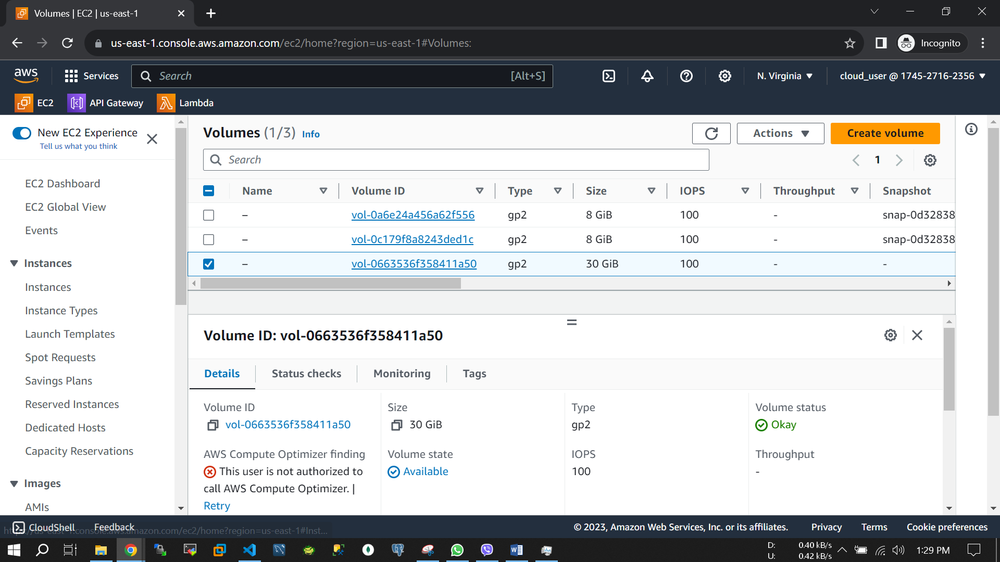 Volumes | EC2 | us-east-1
us-east-1.console.aws.amazon.com/ec2/home?region=us-east-1#Volumes:
Incognito
aws
Services
Search
[Alt+S]
N. Virginia
cloud_user @ 1745-2716-2356
EC2
API Gateway
Lambda
New EC2 Experience
Tell us what you think
EC2 Dashboard
EC2 Global View
Events
Instances
Instances
Instance Types
Launch Templates
Spot Requests
Savings Plans
Reserved Instances
Dedicated Hosts
Capacity Reservations
Images
AMIs
Volumes (1/3) Info
Actions
Create volume
Search
1
Name Volume ID Type Size IOPS Throughput Snapshot
– vol-0a6e24a456a62f556 gp2 8 GiB 100 - snap-0d32838
– vol-0c179f8a8243ded1c gp2 8 GiB 100 - snap-0d32838
– vol-0663536f358411a50 gp2 30 GiB 100 - -
Volume ID: vol-0663536f358411a50
Details Status checks Monitoring Tags
Volume ID
vol-0663536f358411a50
Size
30 GiB
Type
gp2
Volume status
Okay
AWS Compute Optimizer finding
This user is not authorized to
call AWS Compute Optimizer. |
Retry
Volume state
Available
IOPS
100
Throughput
-
CloudShell
Feedback
https://us-east-1.console.aws.amazon.com/ec2/home?region=us-east-1#Inst...
© 2023, Amazon Web Services, Inc. or its affiliates.
Privacy
Terms
Cookie preferences
D: 0.40 kB/s
U: 0.42 kB/s
1:29 PM